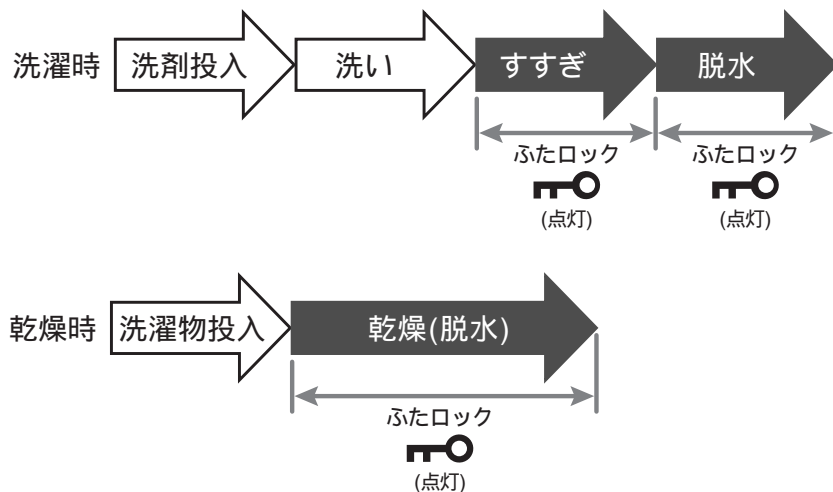 洗濯時 洗剤投入 洗い すすぎ 脱水
ふたロック ふたロック
(点灯) (点灯)
乾燥時 洗濯物投入 乾燥(脱水)
ふたロック
(点灯)